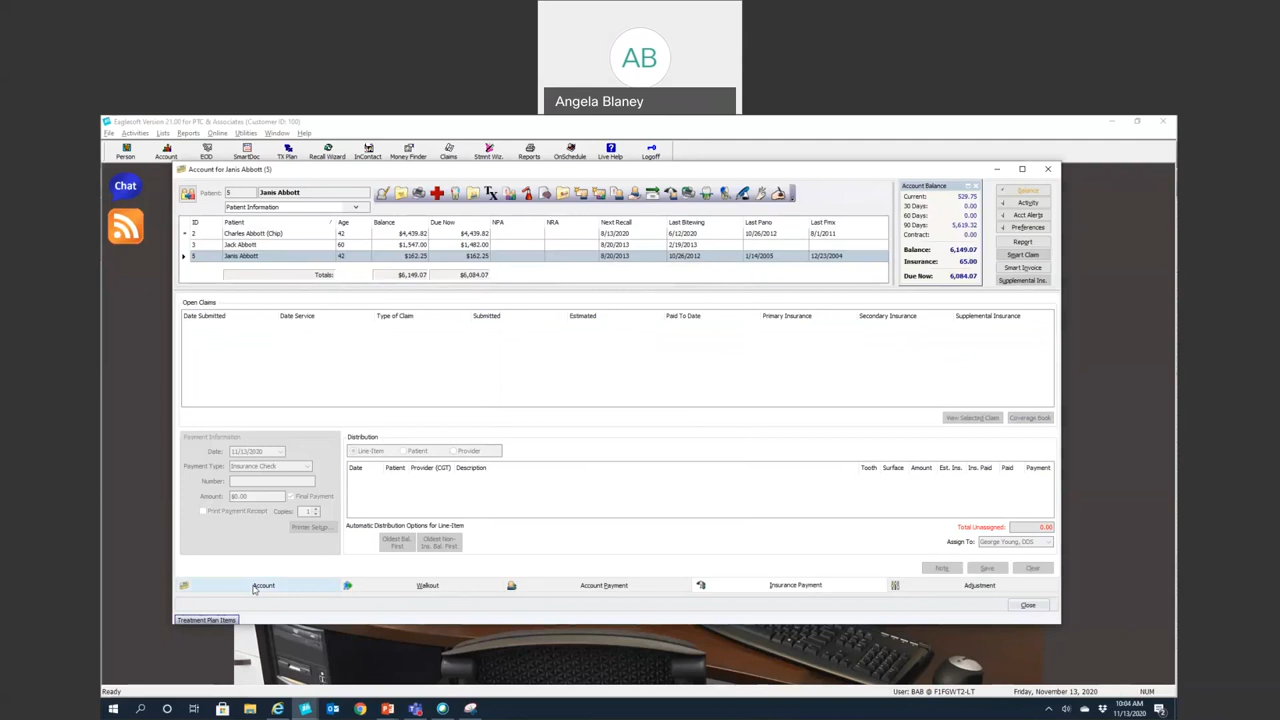 AB
Angela Blaney
Eaglesoft Version 21.00 for PTC & Associates (Customer ID: 100)
File Activities Lists Reports Online Utilities Window Help
Person Account EOD SmartDoc TX Plan Recall Wizard InContact Money Finder Claims Stmnt Wiz. Reports OnSchedule Live Help Logoff
Chat
Account for Janis Abbott (5)
Patient: 5 Janis Abbott
Patient Information
ID Patient Age Balance Due Now NPA NRA Next Recall Last Bitewing Last Pano Last Fmx
2 Charles Abbott (Chip) 42 $4,439.82 $4,439.82 8/13/2020 6/12/2020 10/26/2012 8/1/2011
3 Jack Abbott 60 $1,547.00 $1,482.00 8/20/2013 2/19/2013
5 Janis Abbott 42 $162.25 $162.25 8/20/2013 10/26/2012 1/14/2005 12/23/2004
Totals: $6,149.07 $6,084.07
Account Balance
Current: 529.75
30 Days: 0.00
60 Days: 0.00
90 Days: 5,619.32
Contract: 0.00
Balance: 6,149.07
Insurance: 65.00
Due Now: 6,084.07
Balance
Activity
Acct Alerts
Preferences
Report
Smart Claim
Smart Invoice
Supplemental Ins.
Open Claims
Date Submitted Date Service Type of Claim Submitted Estimated Paid To Date Primary Insurance Secondary Insurance Supplemental Insurance
View Selected Claim Coverage Book
Payment Information
Date: 11/13/2020
Payment Type: Insurance Check
Number:
Amount: $0.00 Final Payment
Print Payment Receipt Copies: 1
Printer Setup...
Distribution
Line-Item Patient Provider
Date Patient Provider (CGT) Description Tooth Surface Amount Est. Ins. Ins. Paid Paid Payment
Automatic Distribution Options for Line-Item
Oldest Bal. First
Oldest Non-Ins. Bal. First
Total Unassigned: 0.00
Assign To: George Young, DDS
Note Save Clear
Account Walkout Account Payment Insurance Payment Adjustment
Close
Treatment Plan Items
Ready User: BAB @ F1FGWT2-LT Friday, November 13, 2020 NUM
10:04 AM
11/13/2020